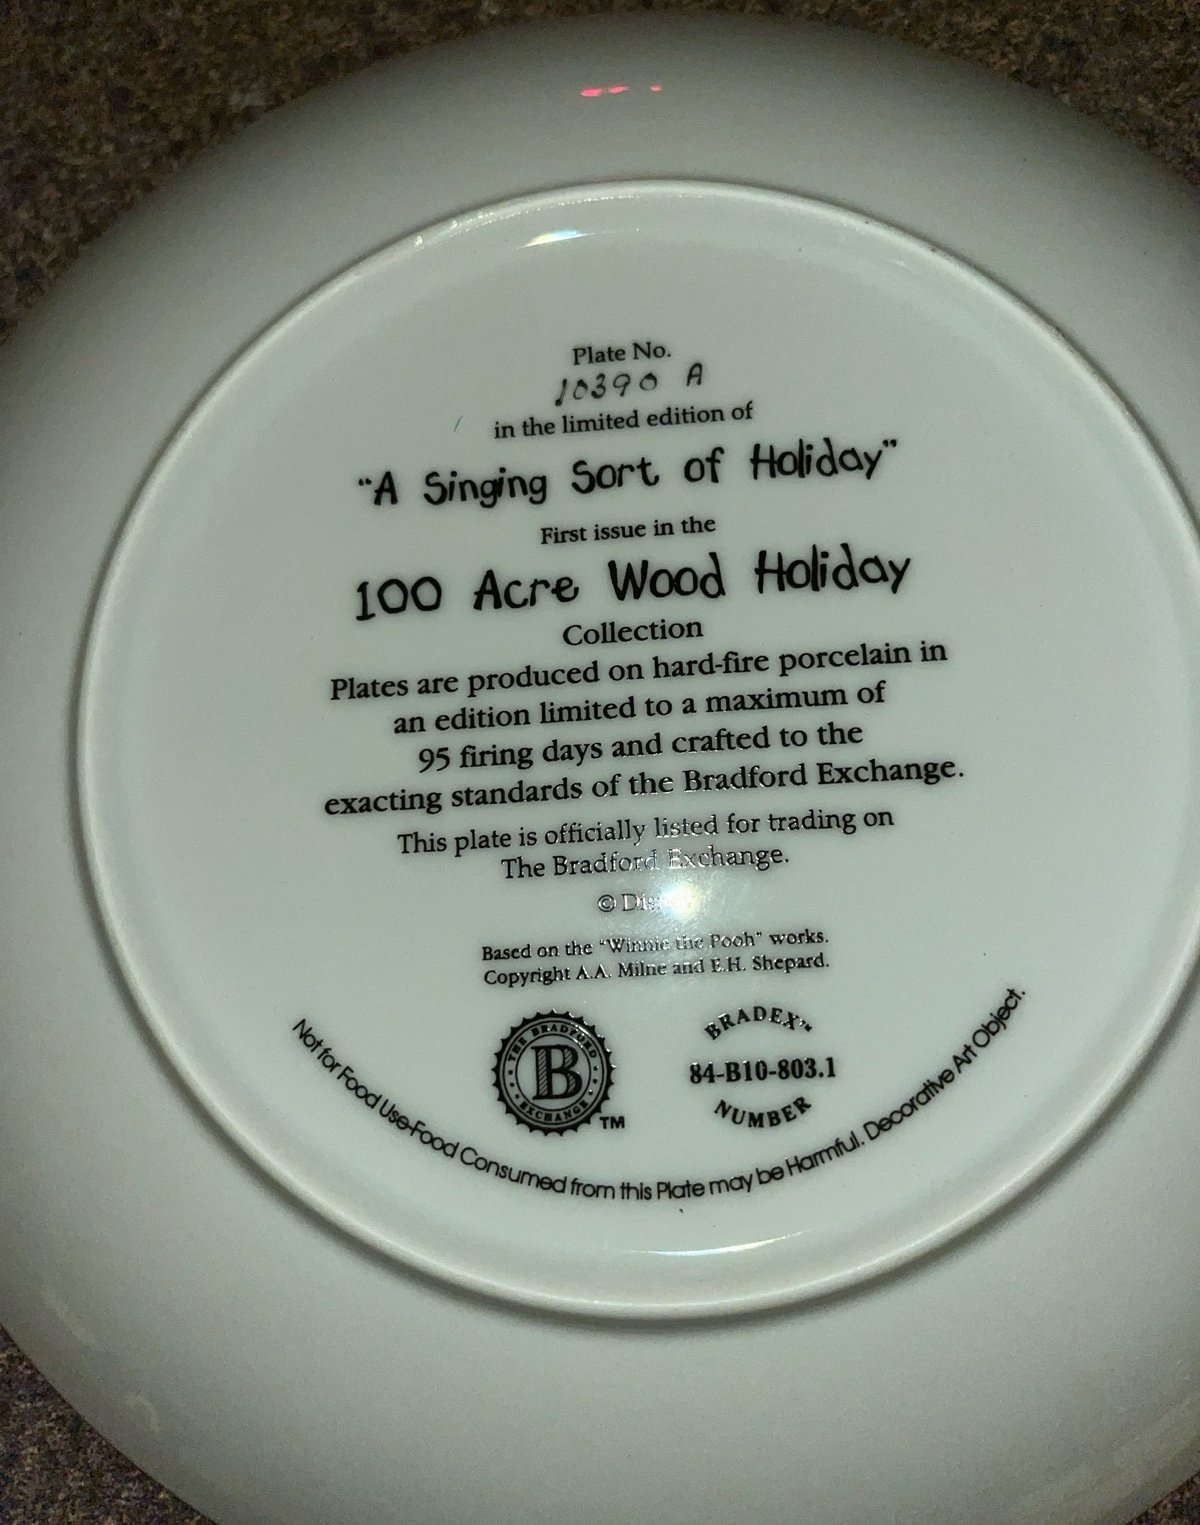 Plate No.
10390 A
in the limited edition of
"A Singing Sort of Holiday"
First issue in the
100 Acre Wood Holiday
Collection
Plates are produced on hard-fire porcelain in
an edition limited to a maximum of
95 firing days and crafted to the
exacting standards of the Bradford Exchange.
This plate is officially listed for trading on
The Bradford Exchange.
© Disney
Based on the "Winnie the Pooh" works.
Copyright A.A. Milne and E.H. Shepard.
THE BRADFORD
B
EXCHANGE
TM
BRADEX™
84-B10-803.1
NUMBER
Not for Food Use-Food Consumed from this Plate may be Harmful. Decorative Art Object.